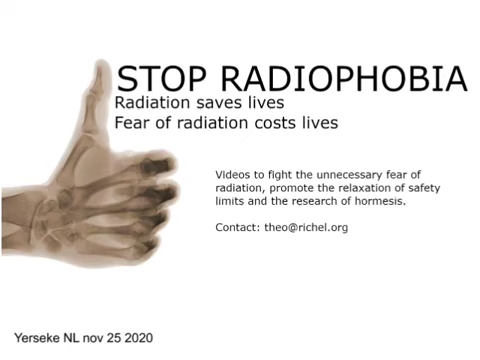 STOP RADIOPHOBIA
Radiation saves lives
Fear of radiation costs lives
Videos to fight the unnecessary fear of
radiation, promote the relaxation of safety
limits and the research of hormesis.
Contact: theo@richel.org
Yerseke NL nov 25 2020